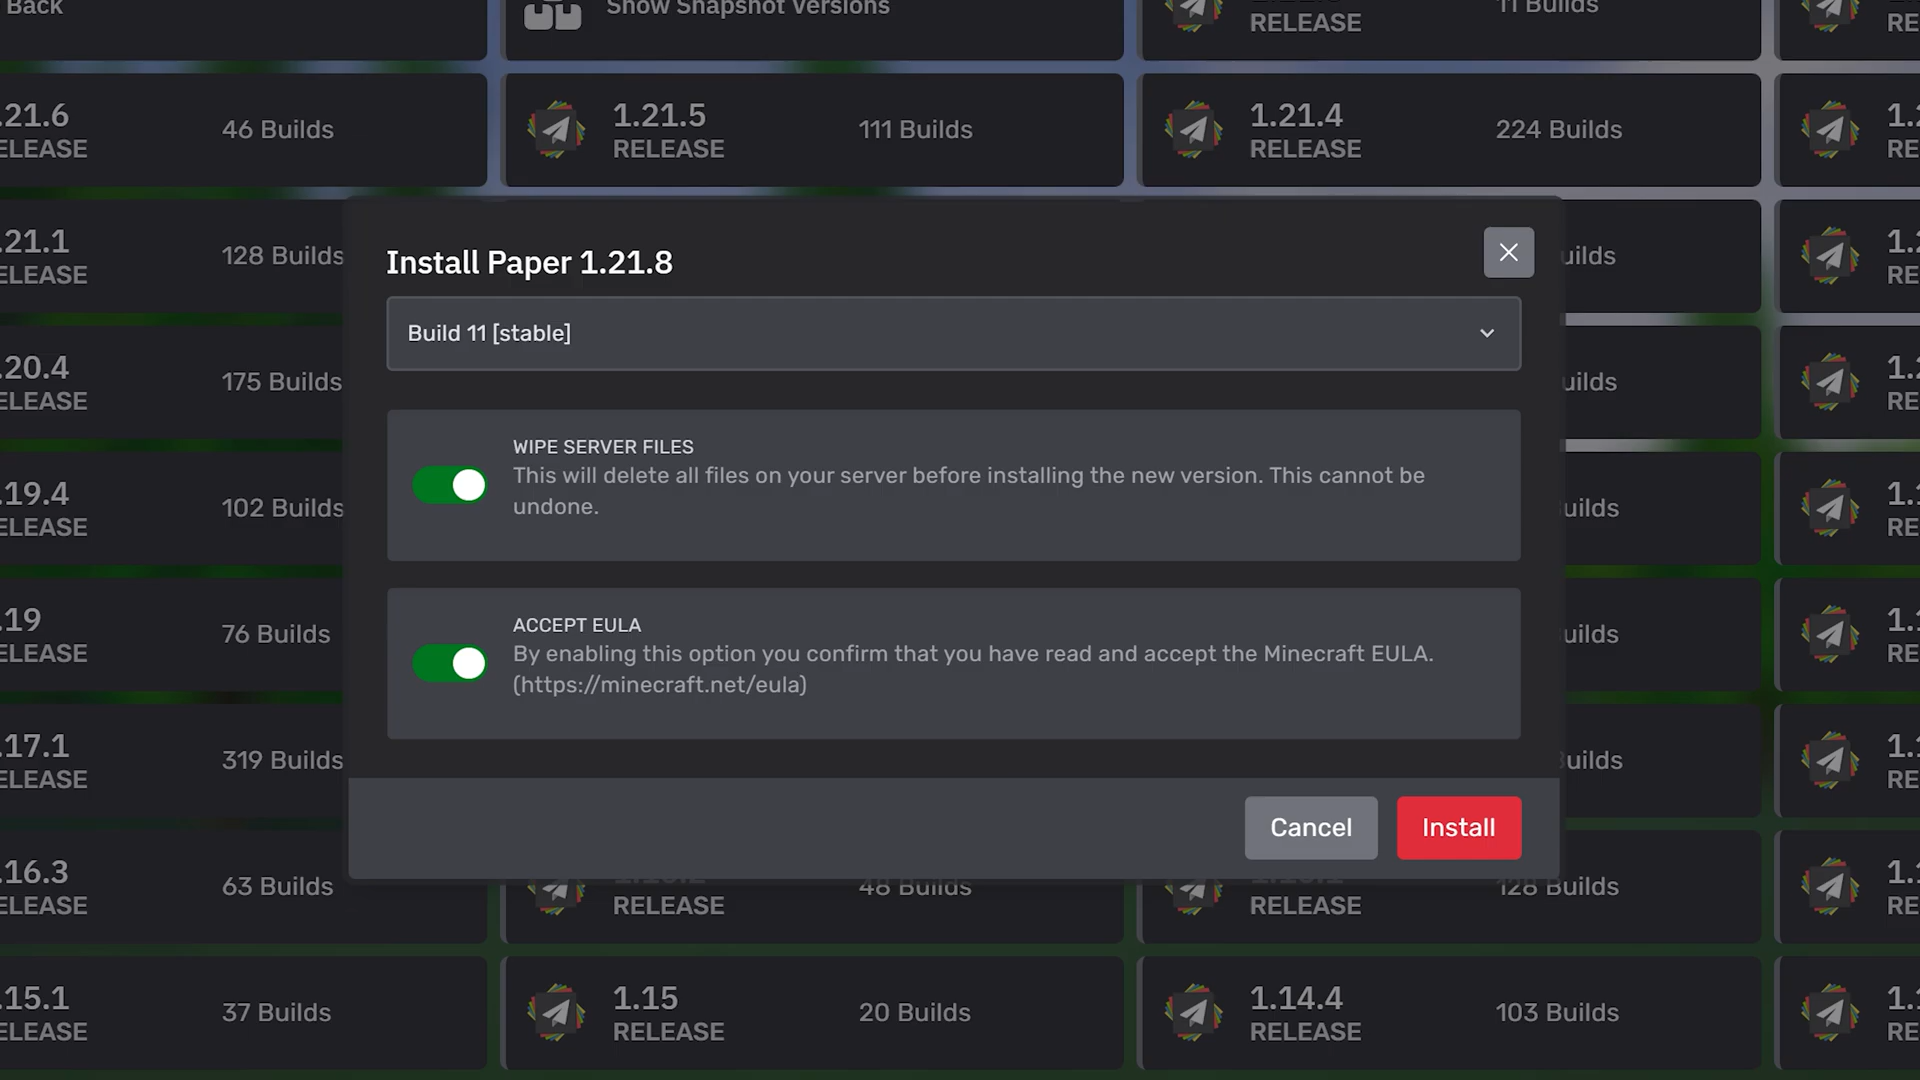 Back
Show Snapshot Versions
RELEASE
11 Builds
.21.6
ELEASE
46 Builds
1.21.5
RELEASE
111 Builds
1.21.4
RELEASE
224 Builds
.21.1
ELEASE
128 Builds
.20.4
ELEASE
175 Builds
.19.4
ELEASE
102 Builds
.19
ELEASE
76 Builds
.17.1
ELEASE
319 Builds
Install Paper 1.21.8
Build 11 [stable]
WIPE SERVER FILES
This will delete all files on your server before installing the new version. This cannot be
undone.
ACCEPT EULA
By enabling this option you confirm that you have read and accept the Minecraft EULA.
(https://minecraft.net/eula)
Cancel
Install
.16.3
ELEASE
63 Builds
RELEASE
48 Builds
RELEASE
128 Builds
.15.1
ELEASE
37 Builds
1.15
RELEASE
20 Builds
1.14.4
RELEASE
103 Builds